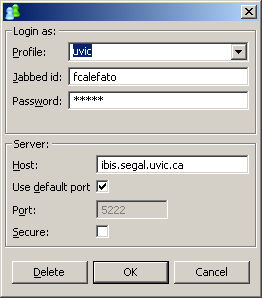 Login as:
Profile: uvic
Jabbed id: fcalefato
Password: *****
Server:
Host: ibis.segal.uvic.ca
Use default port
Port: 5222
Secure:
Delete OK Cancel